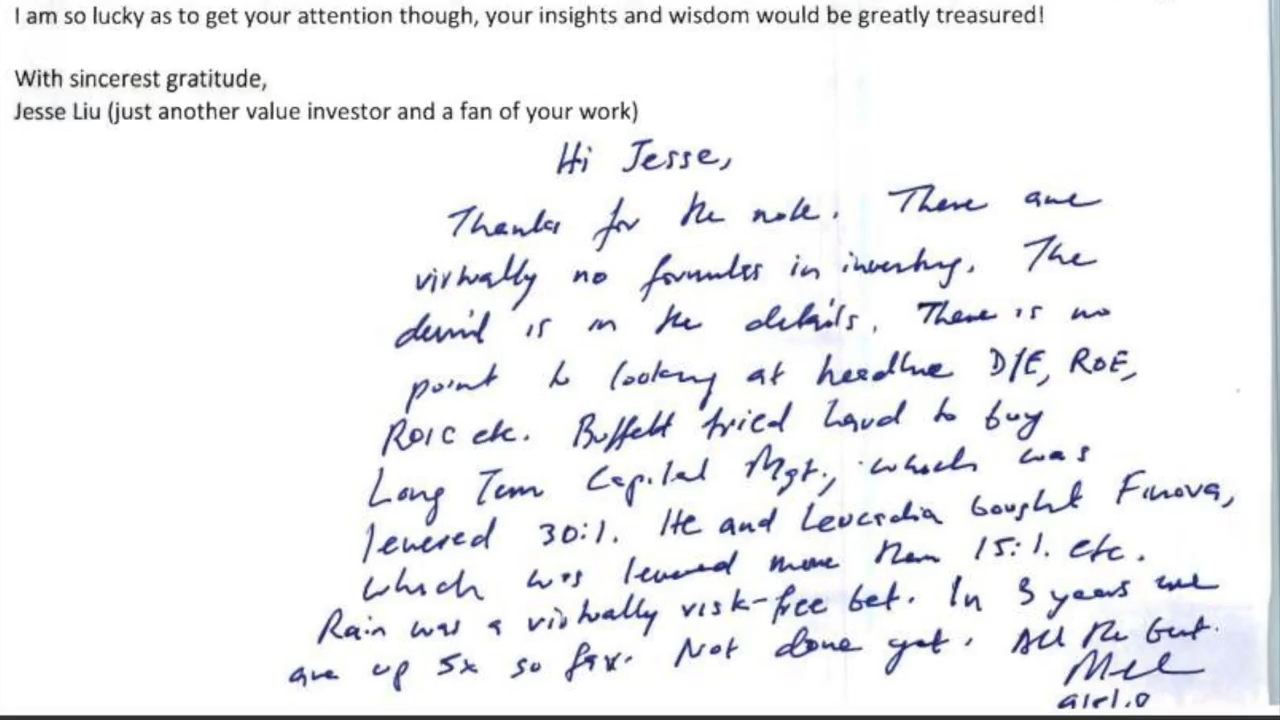 I am so lucky as to get your attention though, your insights and wisdom would be greatly treasured!
With sincerest gratitude,
Jesse Liu (just another value investor and a fan of your work)
Hi Jesse,
Thanks for the note. There are
virtually no formulas in investing. The
devil is in the details. There is no
point to looking at headline D/E, ROE,
ROIC etc. Buffett tried hard to buy
Long Term Capital Mgt., which was
levered 30:1. He and Leucadia bought Finova,
which was levered more than 15:1. etc.
Rain was a virtually risk-free bet. In 3 years we
are up 5x so far. Not done yet. All the best.